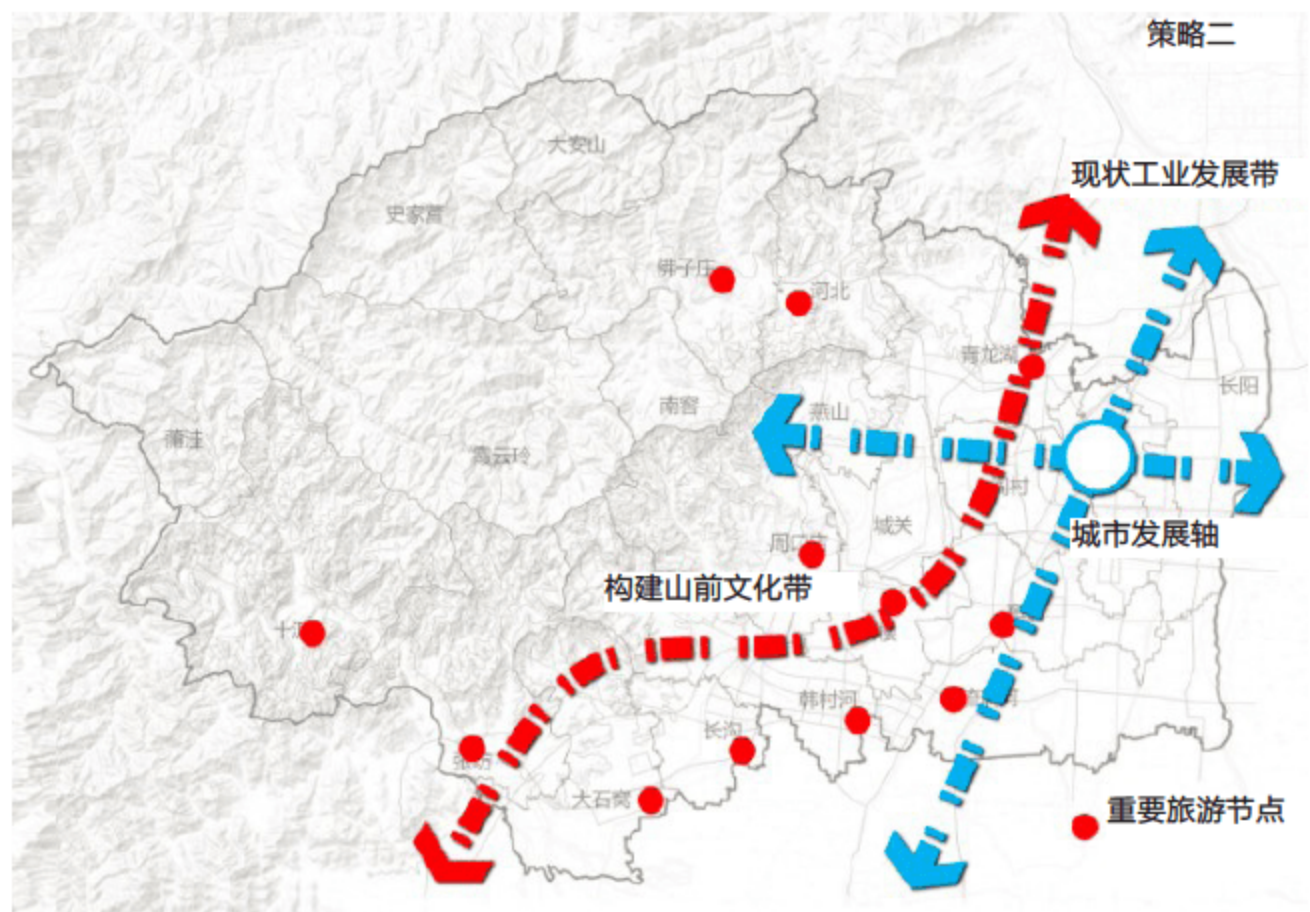 策略二
大安山
现状工业发展带
史家营
佛子庄
河北
青龙湖
长阳
燕山
南窖
蒲洼
霞云岭
城关
城市发展轴
构建山前文化带
韩村河
长沟
大石窝
重要旅游节点